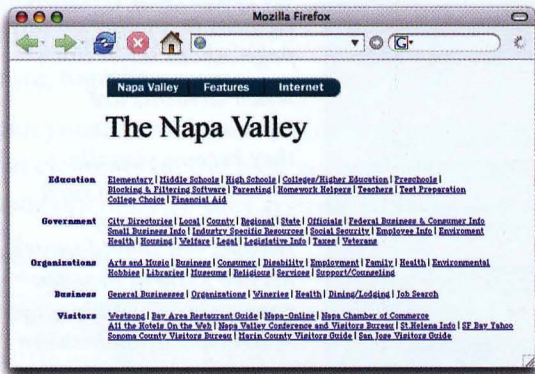 Mozilla Firefox
G
Napa Valley Features Internet
The Napa Valley
Education Elementary | Middle Schools | High Schools | Colleges/Higher Education | Preschools |
Blocking & Filtering Software | Parenting | Homework Helpers | Teachers | Test Preparation
College Choice | Financial Aid
Government City Directories | Local | County | Regional | State | Officials | Federal Business & Consumer Info
Small Business Info | Industry Specific Resources | Social Security | Employee Info | Enviroment
Health | Housing | Welfare | Legal | Legislative Info | Taxes | Veterans
Organizations Arts and Music | Business | Consumer | Disability | Employment | Family | Health | Environmental
Hobbies | Libraries | Museums | Religious | Services | Support/Counseling
Business General Businesses | Organizations | Wineries | Health | Dining/Lodging | Job Search
Visitors Westsong | Bay Area Restaurant Guide | Napa-Online | Napa Chamber of Commerce
All the Hotels On the Web | Napa Valley Conference and Visitors Bureau | St.Helena Info | SF Bay Yahoo
Sonoma County Visitors Bureau | Marin County Visitors Guide | San Jose Visitors Guide